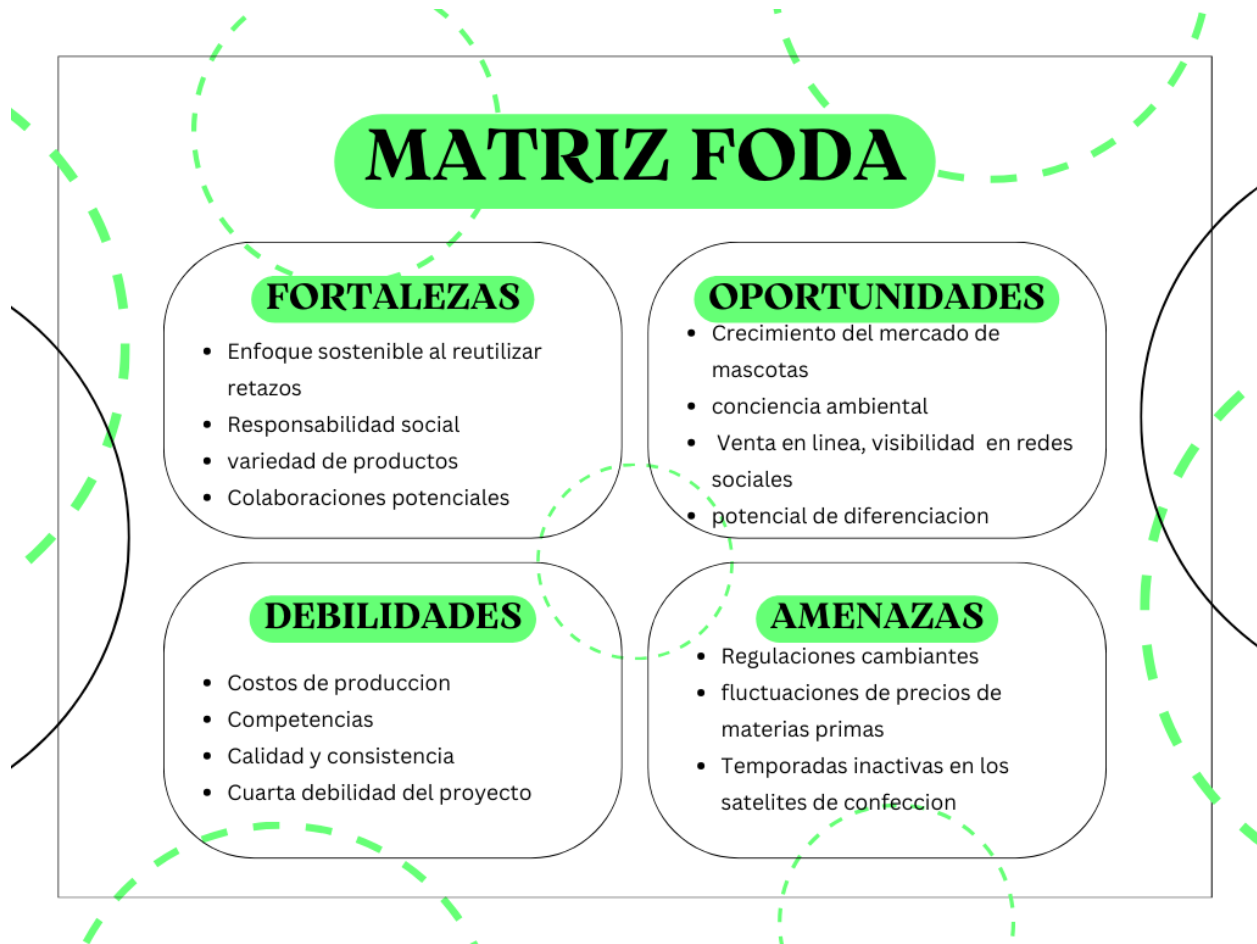 MATRIZ FODA
FORTALEZAS
• Enfoque sostenible al reutilizar
retazos
• Responsabilidad social
• variedad de productos
• Colaboraciones potenciales
OPORTUNIDADES
• Crecimiento del mercado de
mascotas
• conciencia ambiental
• Venta en linea, visibilidad en redes
sociales
• potencial de diferenciacion
DEBILIDADES
• Costos de produccion
• Competencias
• Calidad y consistencia
• Cuarta debilidad del proyecto
AMENAZAS
• Regulaciones cambiantes
• fluctuaciones de precios de
materias primas
• Temporadas inactivas en los
satelites de confeccion